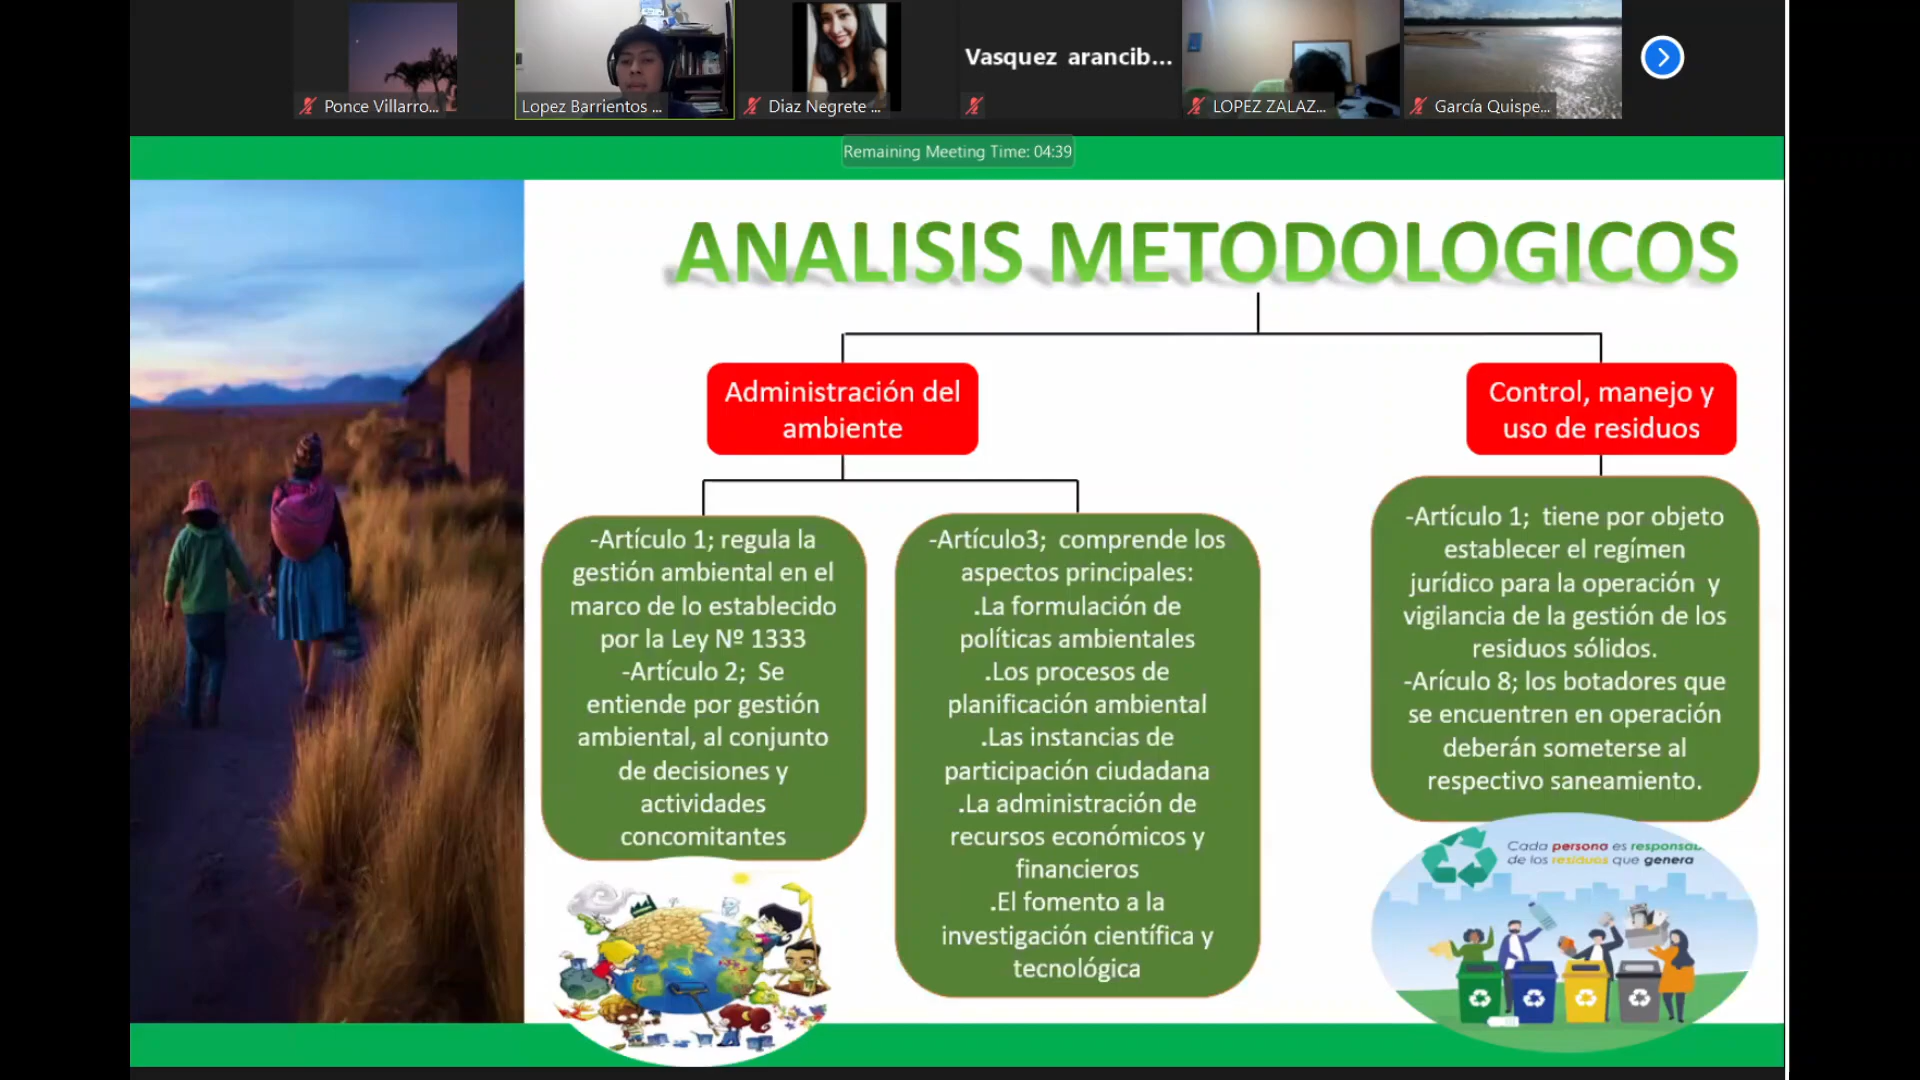 Vasquez arancib...
Ponce Villarro...
Lopez Barrientos ...
Diaz Negrete ...
LOPEZ ZALAZ...
García Quispe...
Remaining Meeting Time: 04:39
ANALISIS METODOLOGICOS
Administración del
ambiente
Control, manejo y
uso de residuos
-Artículo 1; regula la
gestión ambiental en el
marco de lo establecido
por la Ley Nº 1333
-Artículo 2; Se
entiende por gestión
ambiental, al conjunto
de decisiones y
actividades
concomitantes
-Artículo3; comprende los
aspectos principales:
.La formulación de
políticas ambientales
.Los procesos de
planificación ambiental
.Las instancias de
participación ciudadana
.La administración de
recursos económicos y
financieros
.El fomento a la
investigación científica y
tecnológica
-Artículo 1; tiene por objeto
establecer el regímen
jurídico para la operación y
vigilancia de la gestión de los
residuos sólidos.
-Arículo 8; los botadores que
se encuentren en operación
deberán someterse al
respectivo saneamiento.
Cada persona es responsab
de los residuos que genera